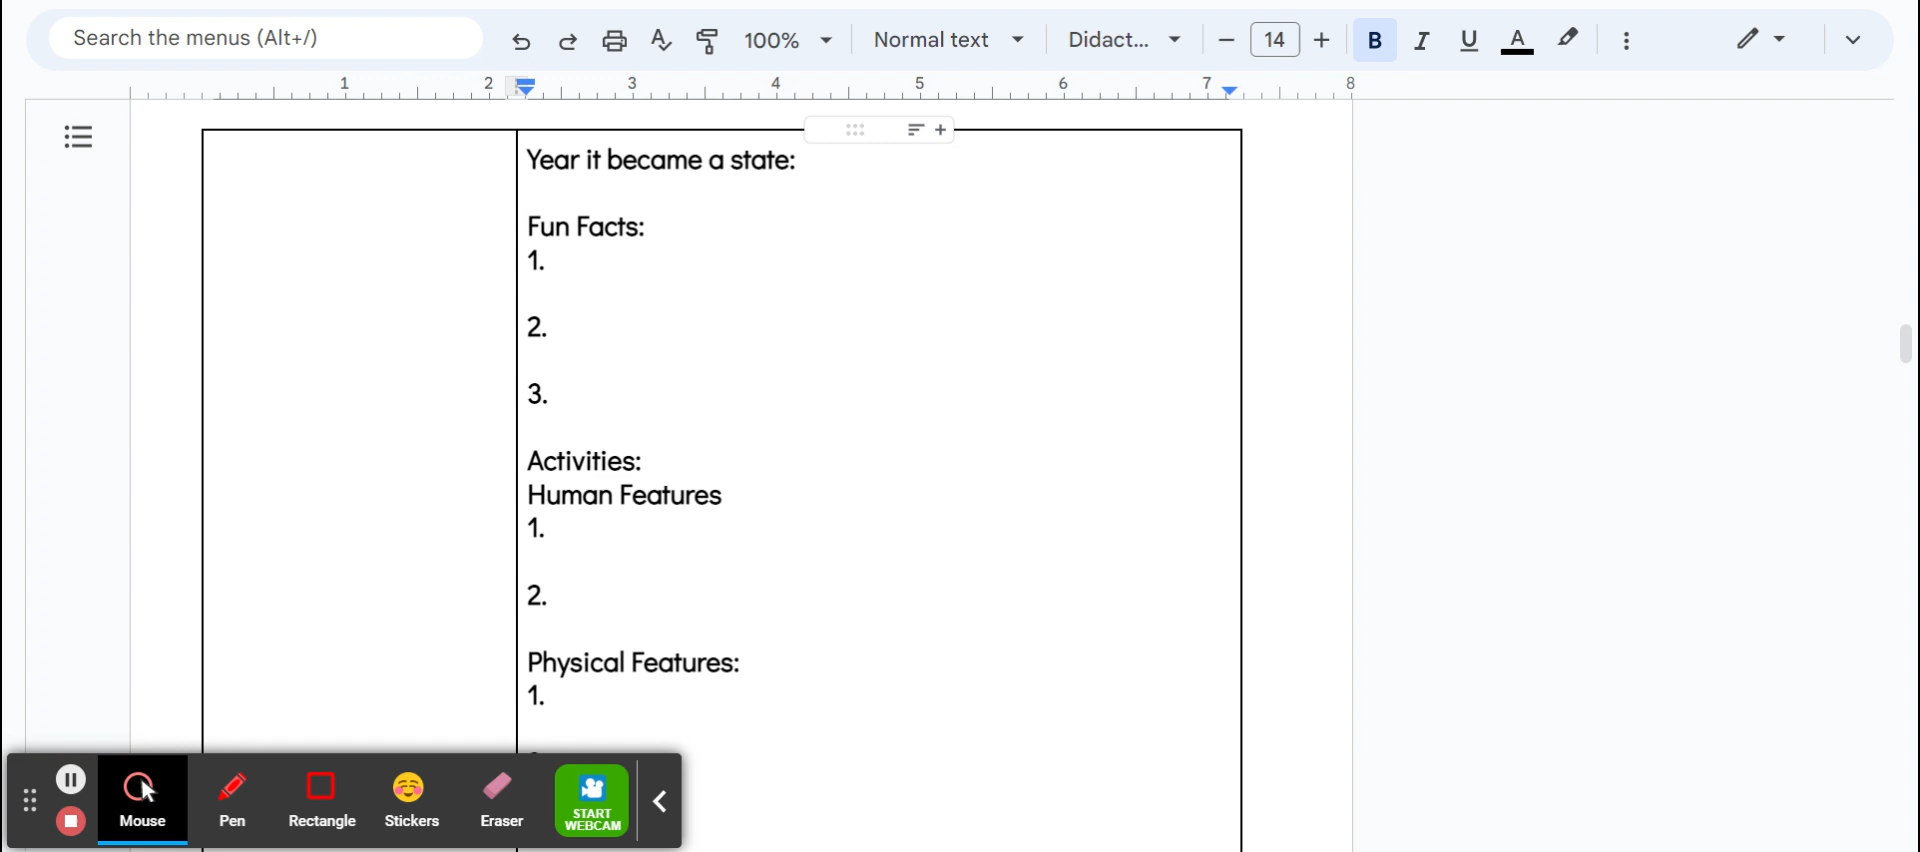 Search the menus (Alt+/)
100%
Normal text
Didact...
14
B
I
U
A
1 2 3 4 5 6 7 8
Year it became a state:
Fun Facts:
1.
2.
3.
Activities:
Human Features
1.
2.
Physical Features:
1.
Mouse
Pen
Rectangle
Stickers
Eraser
START
WEBCAM